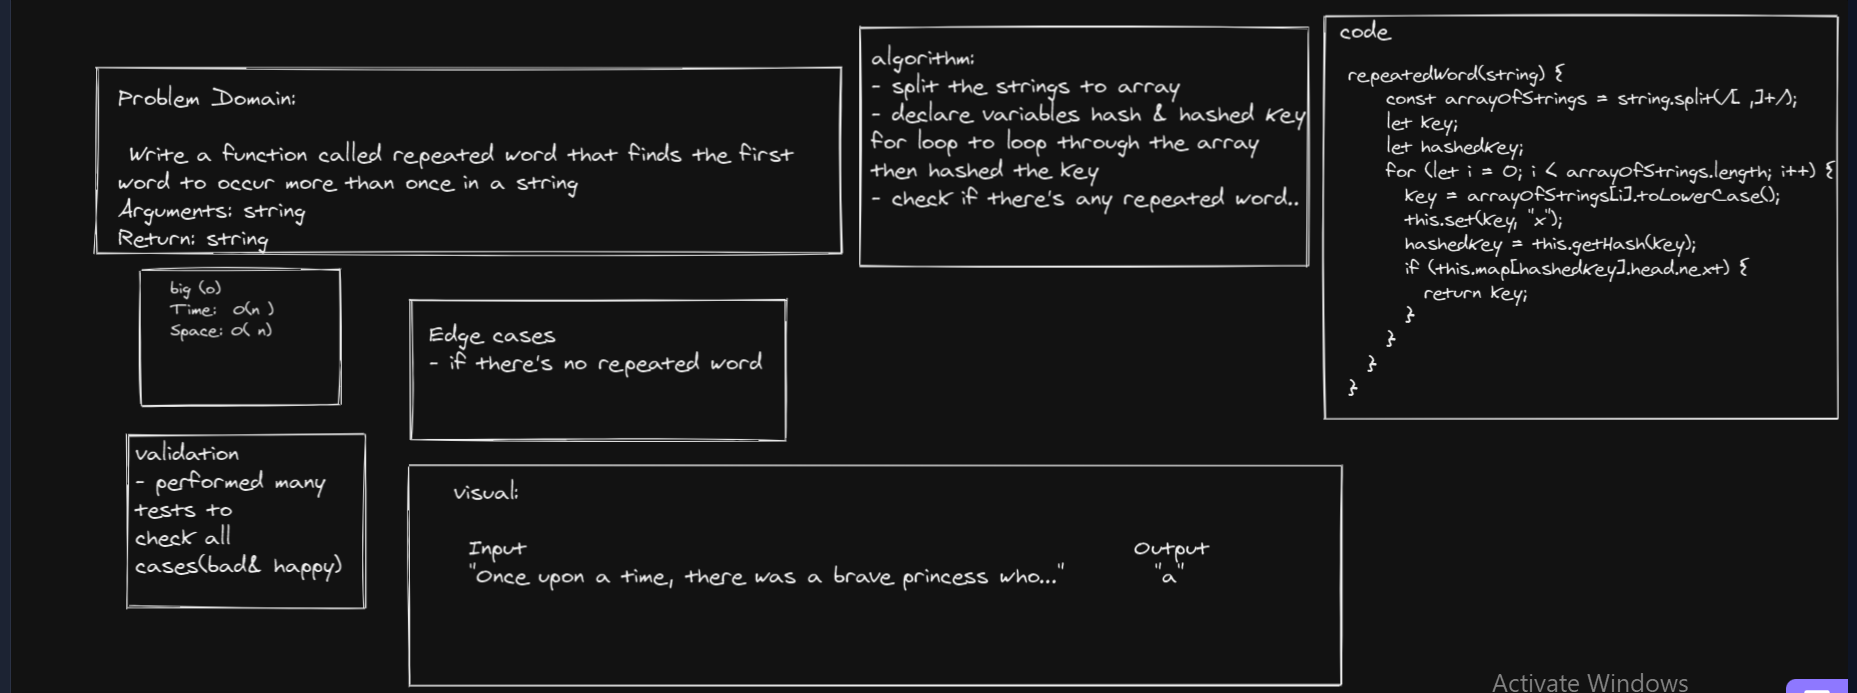 Problem Domain:
Write a function called repeated word that finds the first
word to occur more than once in a string
Arguments: string
Return: string
big (o)
Time: o(n )
Space: o( n)
Edge cases
- if there's no repeated word
validation
- performed many
tests to
check all
cases(bad& happy)
visual:
Input
"Once upon a time, there was a brave princess who..."
Output
"a"
algorithm:
- split the strings to array
- declare variables hash & hashed key
for loop to loop through the array
then hashed the key
- check if there's any repeated word..
code
repeatedWord(string) {
const arrayOfStrings = string.split(/[ ,]+/);
let key;
let hashedKey;
for (let i = 0; i < arrayOfStrings.length; i++) {
key = arrayOfStrings[i].toLowerCase();
this.set(key, "x");
hashedKey = this.getHash(key);
if (this.map[hashedKey].head.next) {
return key;
}
}
}
}
Activate Windows